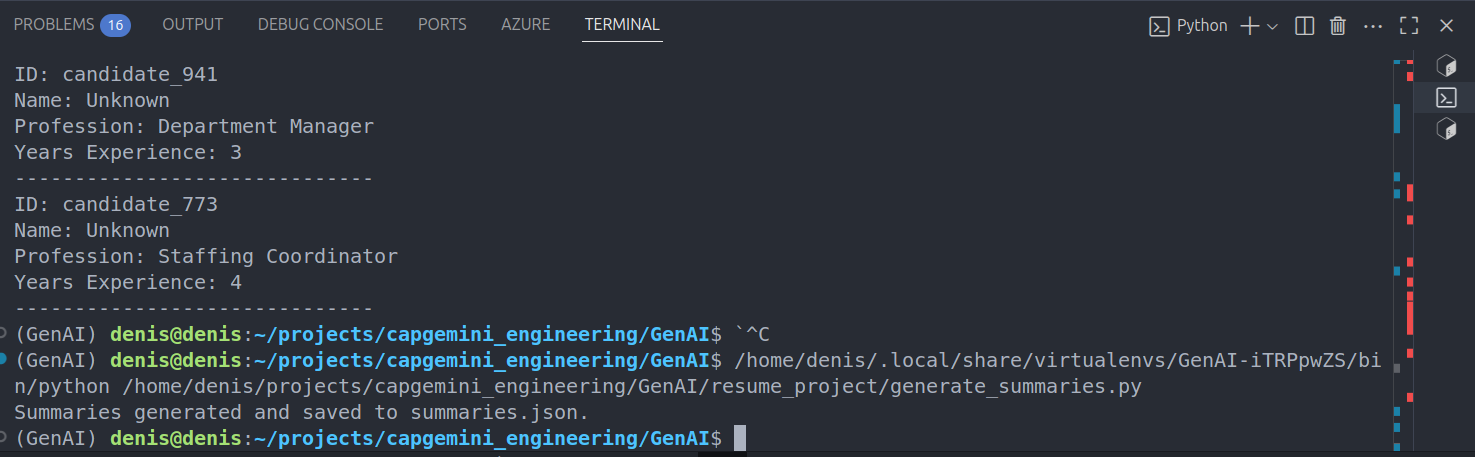 PROBLEMS 16 OUTPUT DEBUG CONSOLE PORTS AZURE TERMINAL Python
ID: candidate_941
Name: Unknown
Profession: Department Manager
Years Experience: 3
------------------------------
ID: candidate_773
Name: Unknown
Profession: Staffing Coordinator
Years Experience: 4
------------------------------
(GenAI) denis@denis:~/projects/capgemini_engineering/GenAI$ `^C
(GenAI) denis@denis:~/projects/capgemini_engineering/GenAI$ /home/denis/.local/share/virtualenvs/GenAI-iTRPpwZS/bi
n/python /home/denis/projects/capgemini_engineering/GenAI/resume_project/generate_summaries.py
Summaries generated and saved to summaries.json.
(GenAI) denis@denis:~/projects/capgemini_engineering/GenAI$